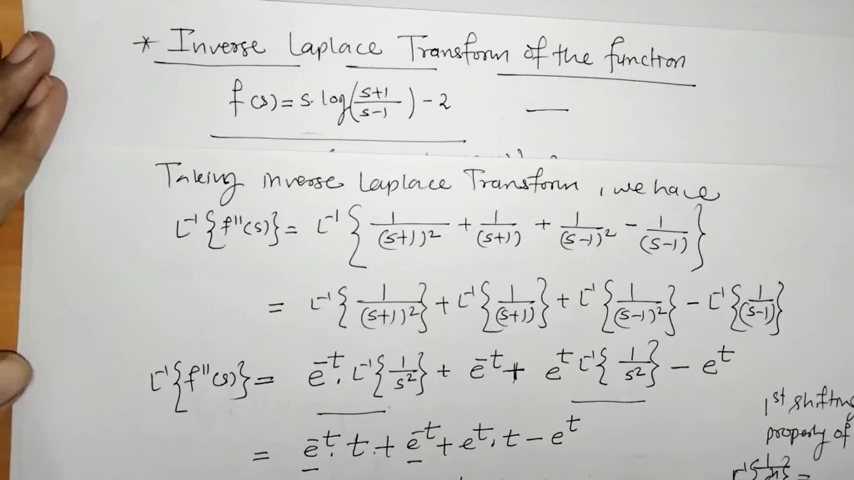 * Inverse Laplace Transform of the function
f(s) = s·log(s+1/s-1) - 2 —
Taking inverse Laplace Transform, we have
L⁻¹{f''(s)} = L⁻¹{1/(s+1)² + 1/(s+1) + 1/(s-1)² - 1/(s-1)}
= L⁻¹{1/(s+1)²} + L⁻¹{1/(s+1)} + L⁻¹{1/(s-1)²} - L⁻¹{1/(s-1)}
L⁻¹{f''(s)} = e⁻ᵗ· L⁻¹{1/s²} + e⁻ᵗ + eᵗ L⁻¹{1/s²} - eᵗ
1st shifting
property of
= e⁻ᵗ· t + e⁻ᵗ + eᵗ· t - eᵗ